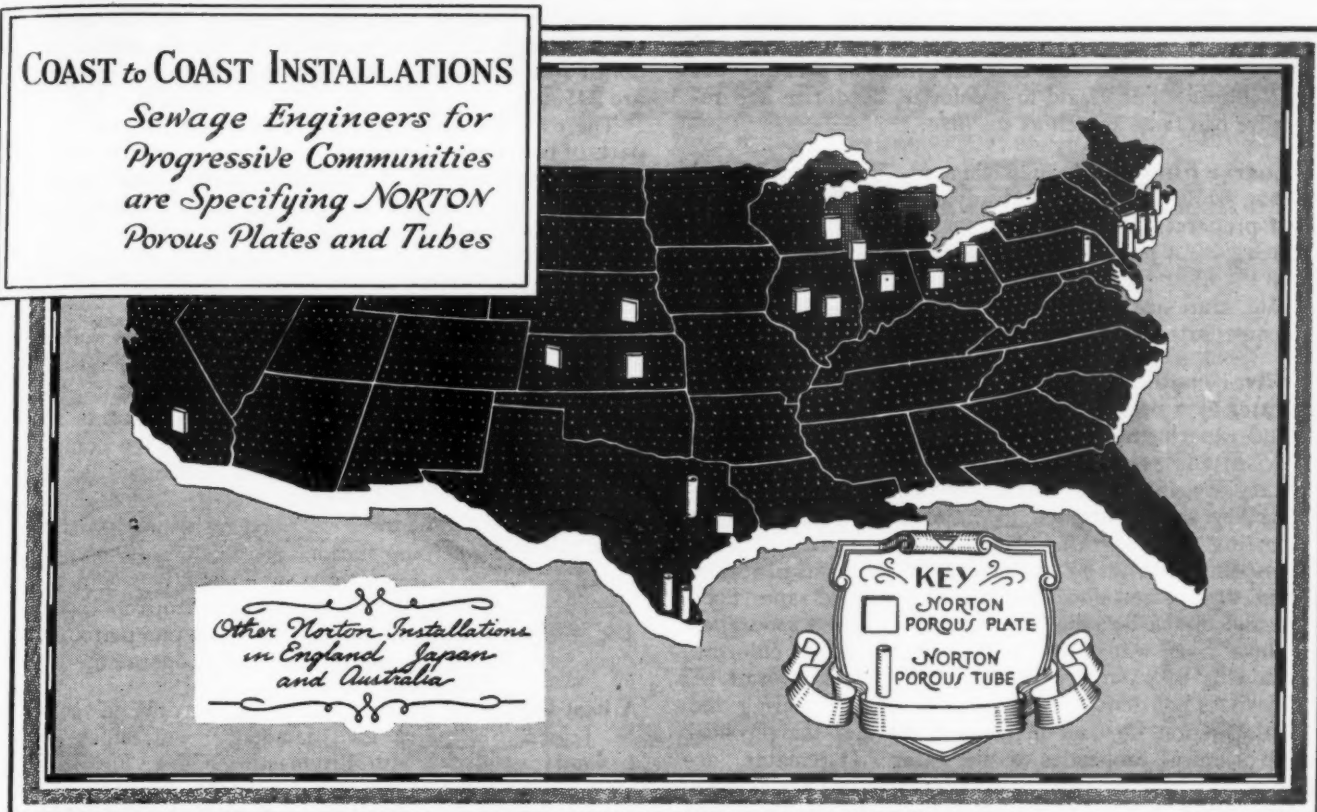 COAST to COAST INSTALLATIONS
Sewage Engineers for
Progressive Communities
are Specifying NORTON
Porous Plates and Tubes
Other Norton Installations
in England Japan
and Australia
KEY
NORTON
POROUS PLATE
NORTON
POROUS TUBE